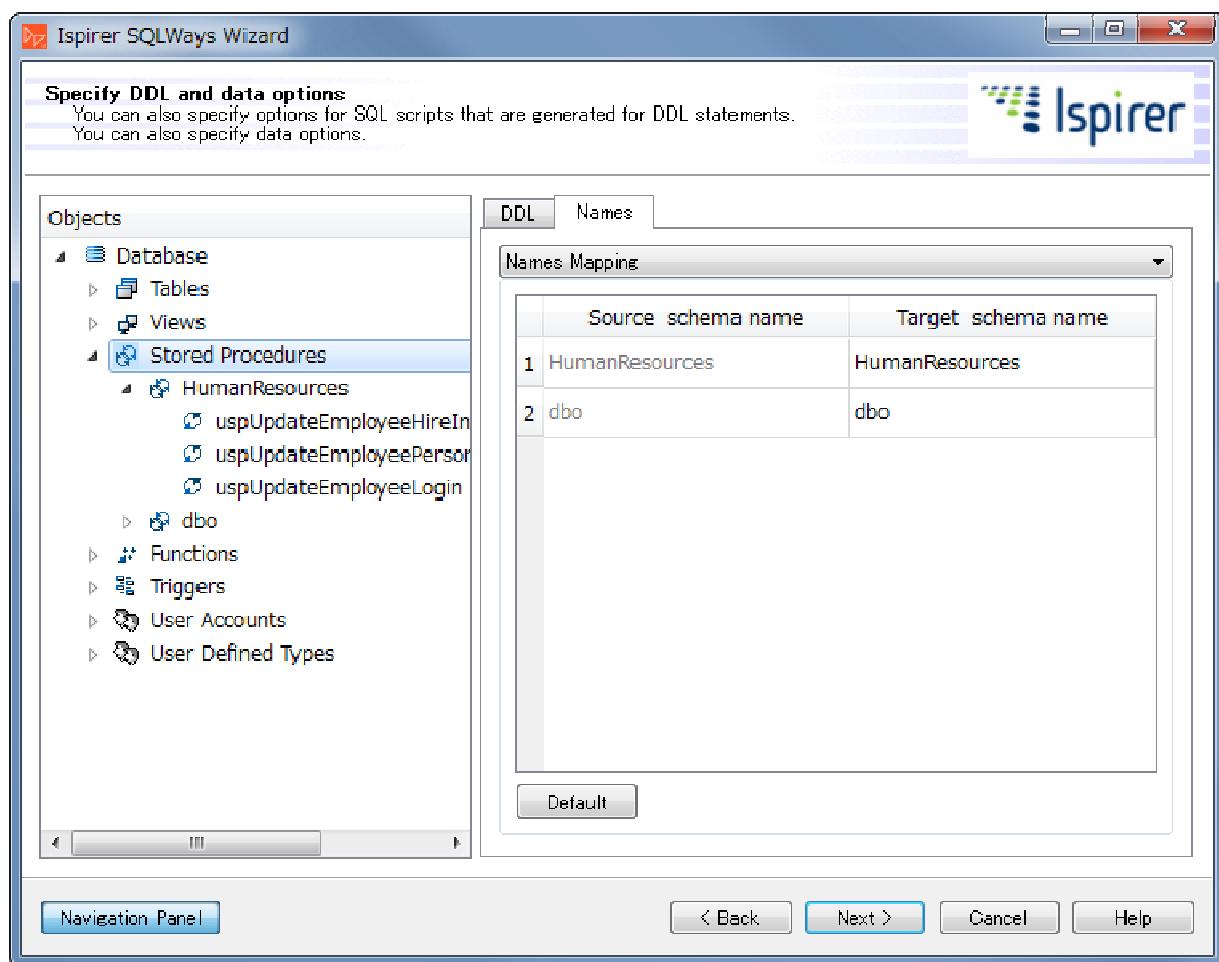 Ispirer SQLWays Wizard
Specify DDL and data options
You can also specify options for SQL scripts that are generated for DDL statements.
You can also specify data options.
Ispirer
Objects
Database
Tables
Views
Stored Procedures
HumanResources
uspUpdateEmployeeHireIn
uspUpdateEmployeePerson
uspUpdateEmployeeLogin
dbo
Functions
Triggers
User Accounts
User Defined Types
DDL
Names
Names Mapping
Source schema name Target schema name
1 HumanResources HumanResources
2 dbo dbo
Default
Navigation Panel
< Back
Next >
Cancel
Help